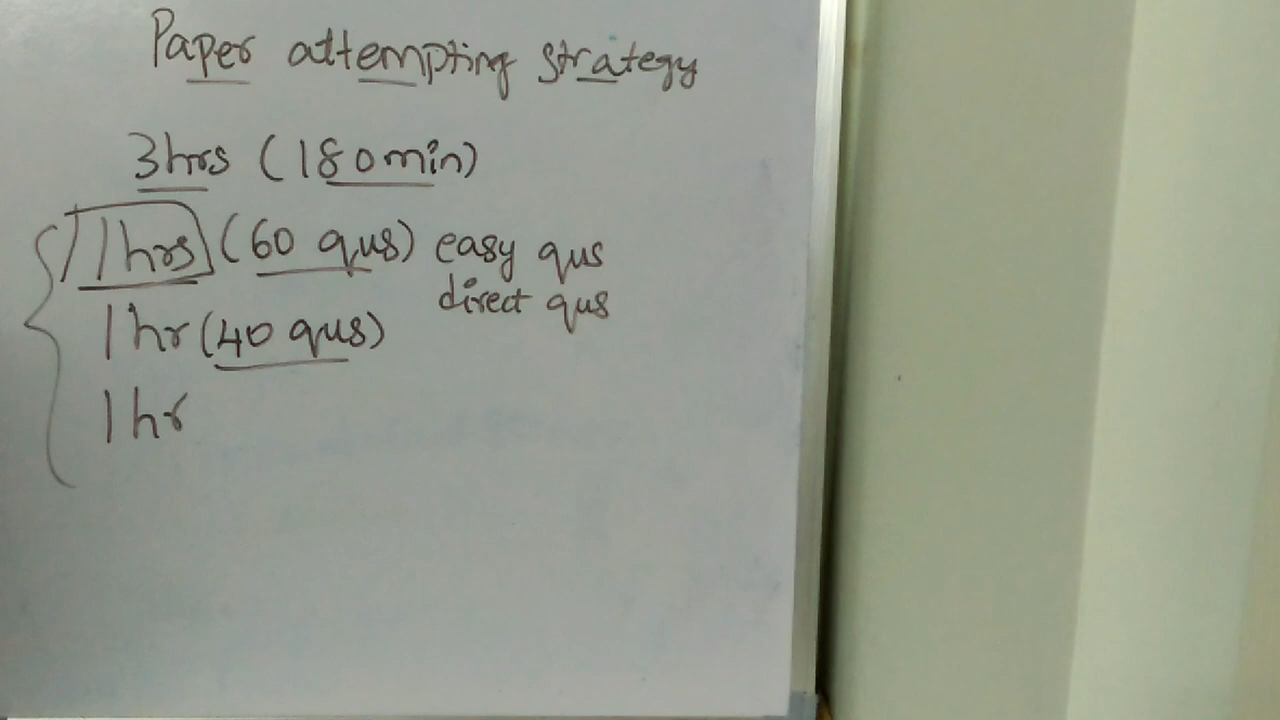 Paper attempting strategy
3hrs (180min)
1hrs (60 qus) easy qus
direct qus
1hr (40 qus)
1hr